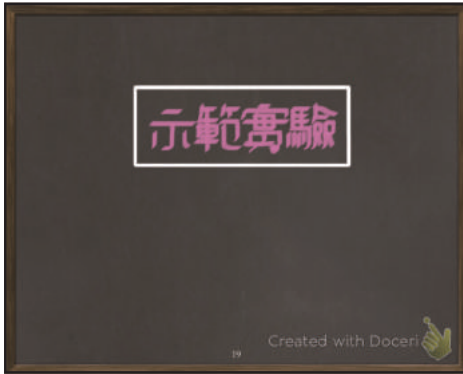 示範實驗
Created with Doceri
19